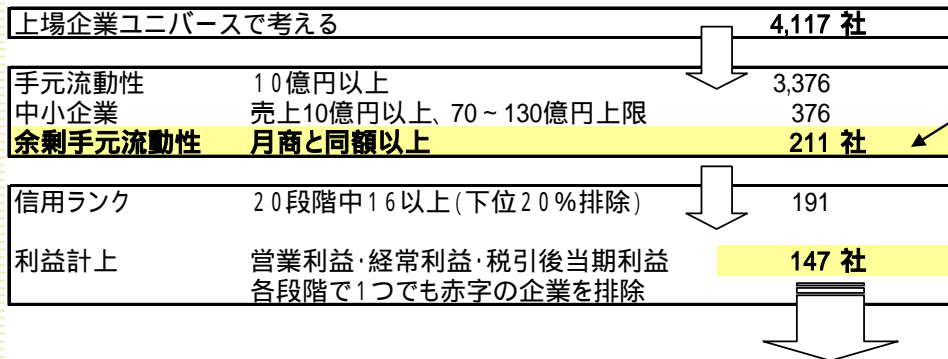 上場企業ユニバースで考える 4,117 社
手元流動性 10億円以上 3,376
中小企業 売上10億円以上、70~130億円上限 376
余剰手元流動性 月商と同額以上 211 社
信用ランク 20段階中16以上(下位20%排除) 191
利益計上 営業利益・経常利益・税引後当期利益 147 社
各段階で1つでも赤字の企業を排除